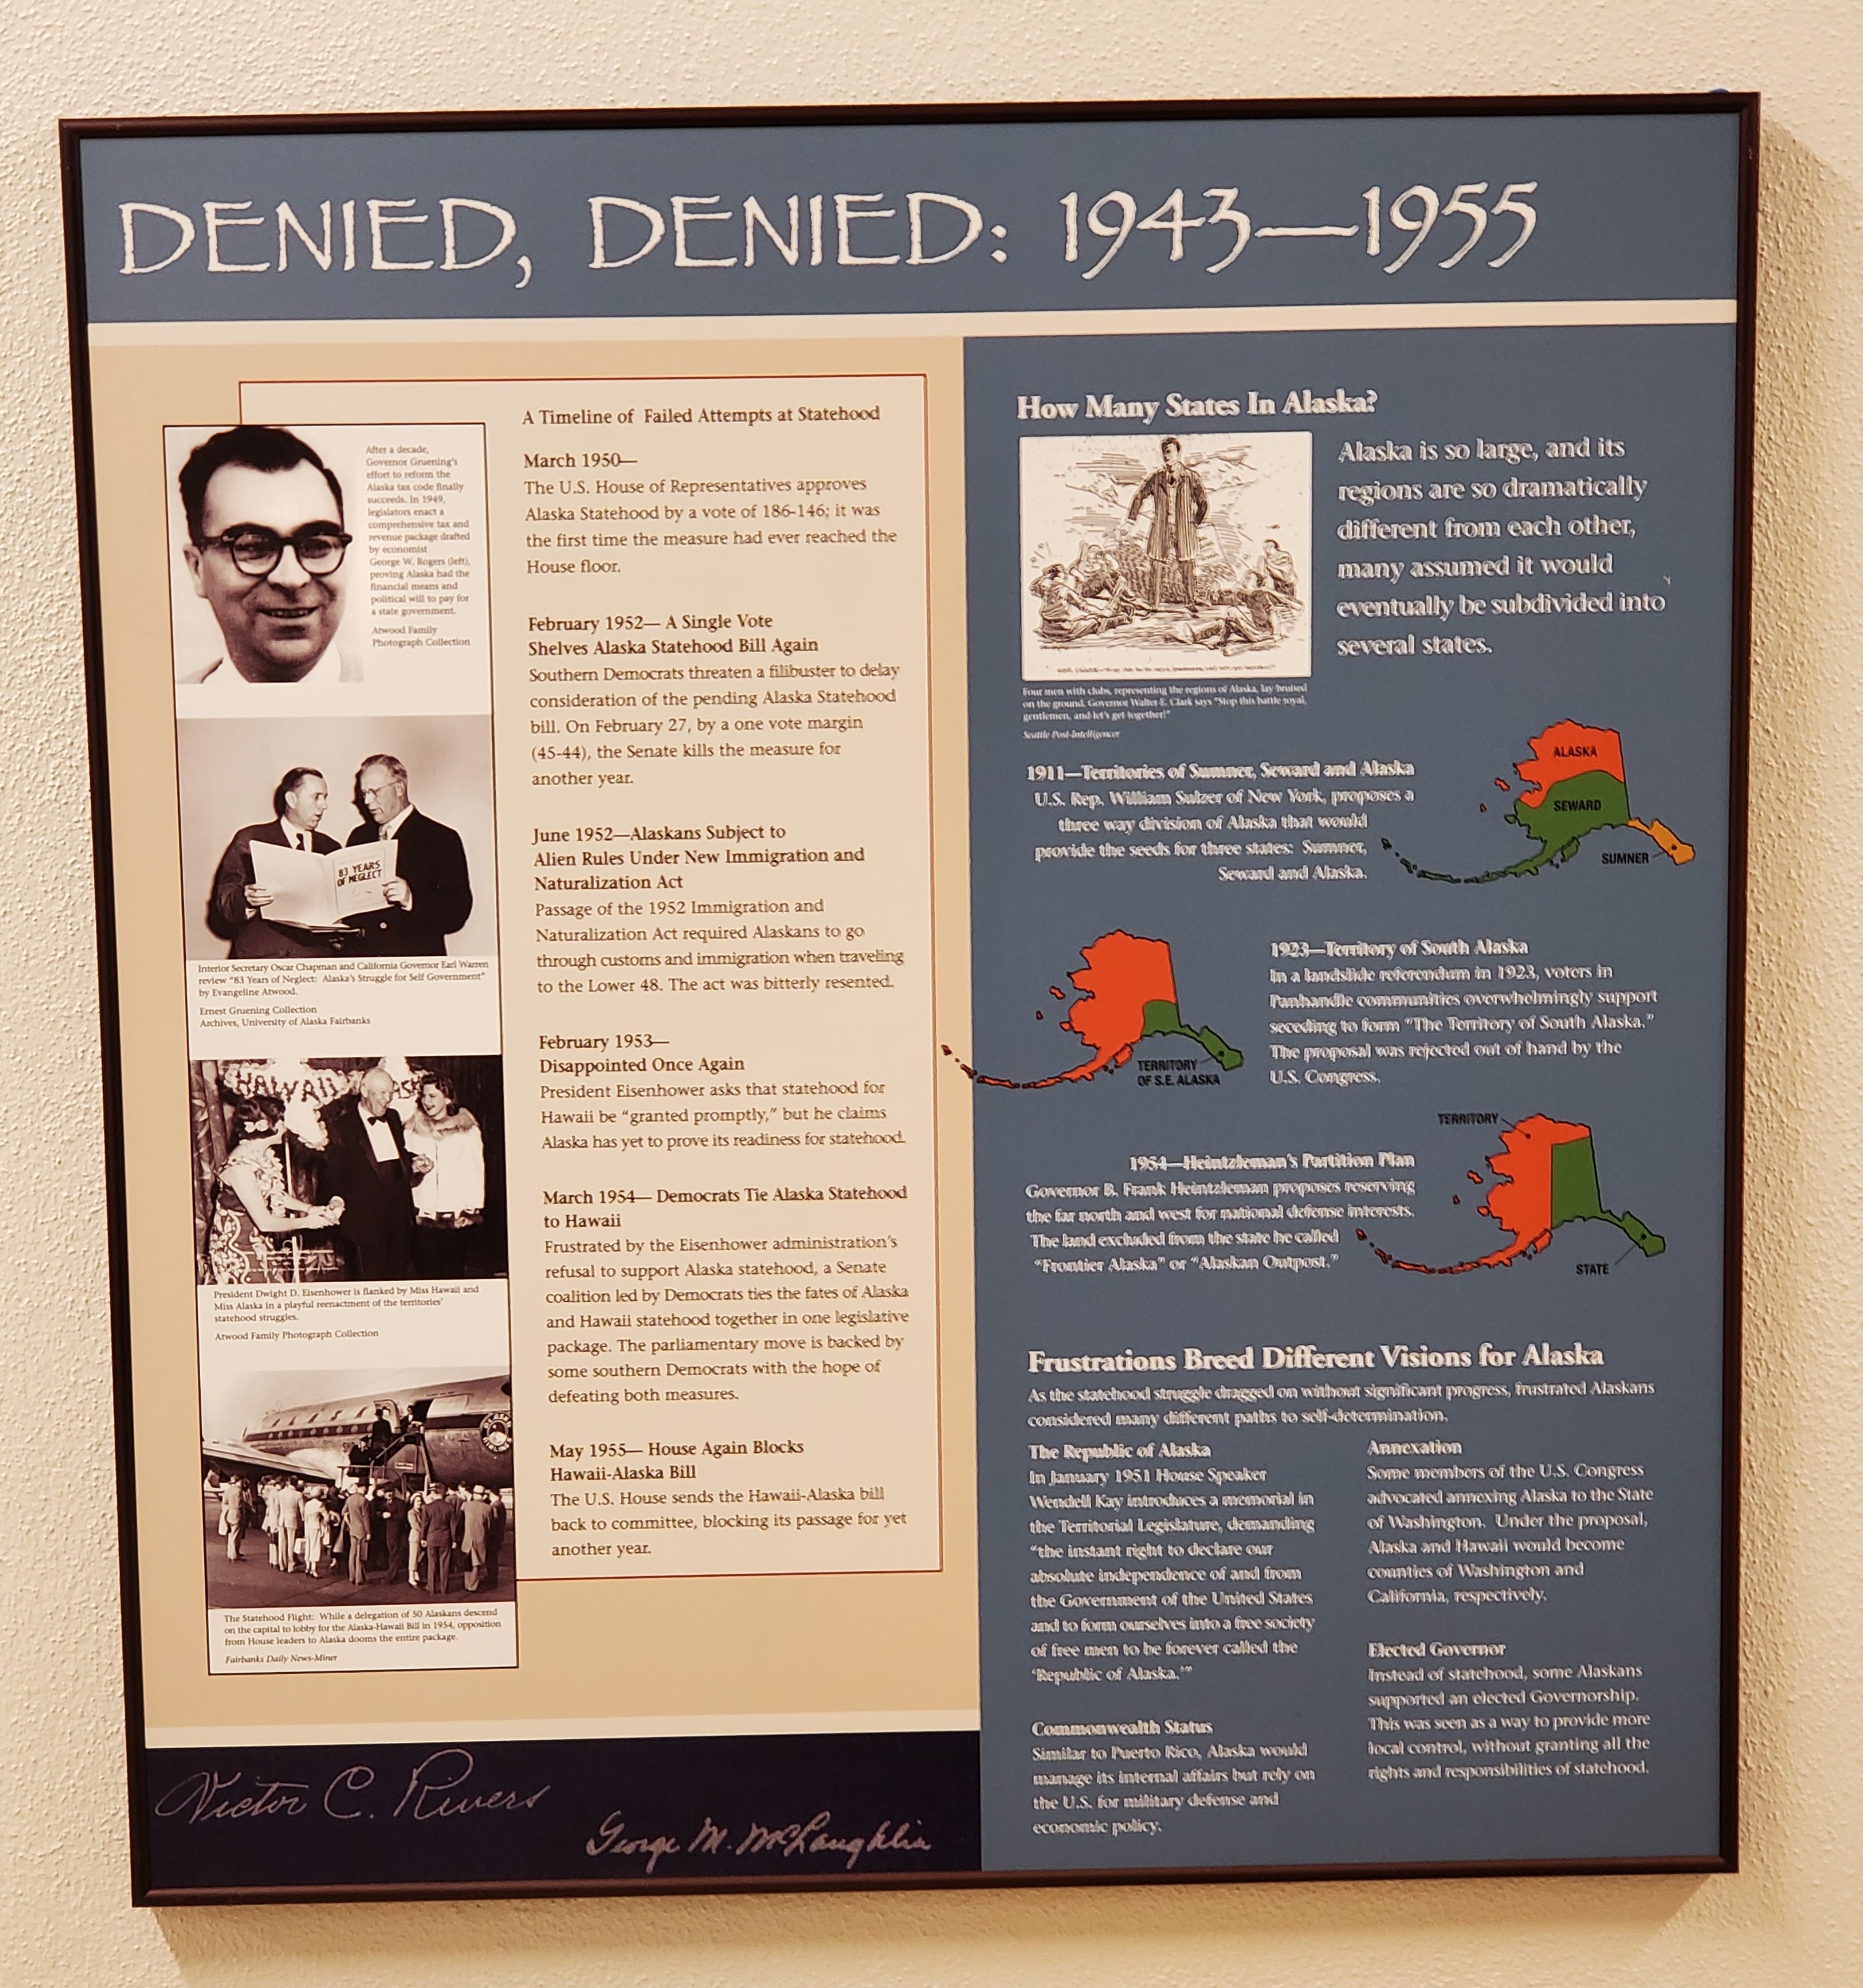 DENIED, DENIED: 1943—1955
After a decade,
Governor Gruening's
effort to reform the
Alaska tax code finally
succeeds. In 1949,
legislators enact a
comprehensive tax and
revenue package drafted
by economist
George W. Rogers (left),
proving Alaska had the
financial means and
political will to pay for
a state government.
Atwood Family
Photograph Collection
83 YEARS
OF NEGLECT
Interior Secretary Oscar Chapman and California Governor Earl Warren
review "83 Years of Neglect: Alaska's Struggle for Self Government"
by Evangeline Atwood.
Ernest Gruening Collection
Archives, University of Alaska Fairbanks
HAWAII
President Dwight D. Eisenhower is flanked by Miss Hawaii and
Miss Alaska in a playful reenactment of the territories'
statehood struggles.
Atwood Family Photograph Collection
The Statehood Flight: While a delegation of 50 Alaskans descend
on the capital to lobby for the Alaska-Hawaii Bill in 1954, opposition
from House leaders to Alaska dooms the entire package.
Fairbanks Daily News-Miner
A Timeline of Failed Attempts at Statehood
March 1950—
The U.S. House of Representatives approves
Alaska Statehood by a vote of 186-146; it was
the first time the measure had ever reached the
House floor.
February 1952— A Single Vote
Shelves Alaska Statehood Bill Again
Southern Democrats threaten a filibuster to delay
consideration of the pending Alaska Statehood
bill. On February 27, by a one vote margin
(45-44), the Senate kills the measure for
another year.
June 1952—Alaskans Subject to
Alien Rules Under New Immigration and
Naturalization Act
Passage of the 1952 Immigration and
Naturalization Act required Alaskans to go
through customs and immigration when traveling
to the Lower 48. The act was bitterly resented.
February 1953—
Disappointed Once Again
President Eisenhower asks that statehood for
Hawaii be "granted promptly," but he claims
Alaska has yet to prove its readiness for statehood.
March 1954— Democrats Tie Alaska Statehood
to Hawaii
Frustrated by the Eisenhower administration's
refusal to support Alaska statehood, a Senate
coalition led by Democrats ties the fates of Alaska
and Hawaii statehood together in one legislative
package. The parliamentary move is backed by
some southern Democrats with the hope of
defeating both measures.
May 1955— House Again Blocks
Hawaii-Alaska Bill
The U.S. House sends the Hawaii-Alaska bill
back to committee, blocking its passage for yet
another year.
Victor C. Rivers
George M. McLaughlin
How Many States In Alaska?
Alaska is so large, and its
regions are so dramatically
different from each other,
many assumed it would
eventually be subdivided into
several states.
Four men with clubs, representing the regions of Alaska, lay bruised
on the ground. Governor Walter E. Clark says "Stop this battle royal,
gentlemen, and let's get together!"
Seattle Post-Intelligencer
1911—Territories of Sumner, Seward and Alaska
U.S. Rep. William Sulzer of New York, proposes a
three way division of Alaska that would
provide the seeds for three states: Sumner,
Seward and Alaska.
ALASKA
SEWARD
SUMNER
1923—Territory of South Alaska
In a landslide referendum in 1923, voters in
Panhandle communities overwhelmingly support
seceding to form "The Territory of South Alaska."
The proposal was rejected out of hand by the
U.S. Congress.
TERRITORY
OF S.E. ALASKA
1954—Heintzleman's Partition Plan
Governor B. Frank Heintzleman proposes reserving
the far north and west for national defense interests.
The land excluded from the state he called
"Frontier Alaska" or "Alaskan Outpost."
TERRITORY
STATE
Frustrations Breed Different Visions for Alaska
As the statehood struggle dragged on without significant progress, frustrated Alaskans
considered many different paths to self-determination.
The Republic of Alaska
In January 1951 House Speaker
Wendell Kay introduces a memorial in
the Territorial Legislature, demanding
"the instant right to declare our
absolute independence of and from
the Government of the United States
and to form ourselves into a free society
of free men to be forever called the
'Republic of Alaska.'"
Commonwealth Status
Similar to Puerto Rico, Alaska would
manage its internal affairs but rely on
the U.S. for military defense and
economic policy.
Annexation
Some members of the U.S. Congress
advocated annexing Alaska to the State
of Washington. Under the proposal,
Alaska and Hawaii would become
counties of Washington and
California, respectively.
Elected Governor
Instead of statehood, some Alaskans
supported an elected Governorship.
This was seen as a way to provide more
local control, without granting all the
rights and responsibilities of statehood.